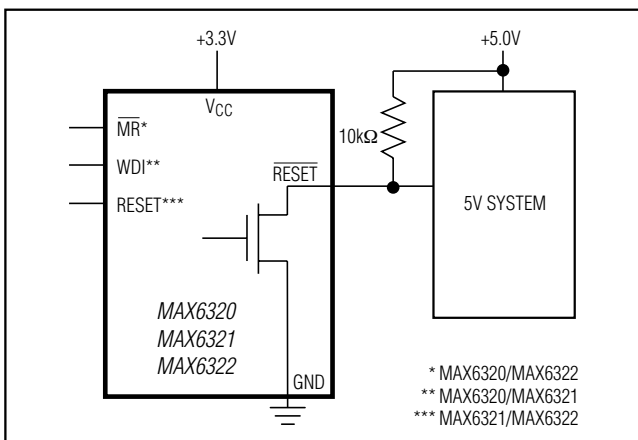 +3.3V
+5.0V
VCC
MR*
10kΩ
WDI**
RESET
RESET***
5V SYSTEM
MAX6320
MAX6321
MAX6322
GND
* MAX6320/MAX6322
** MAX6320/MAX6321
*** MAX6321/MAX6322